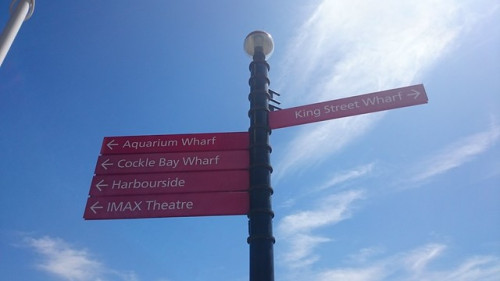 King Street Wharf →
← Aquarium Wharf
← Cockle Bay Wharf
← Harbourside
← IMAX Theatre